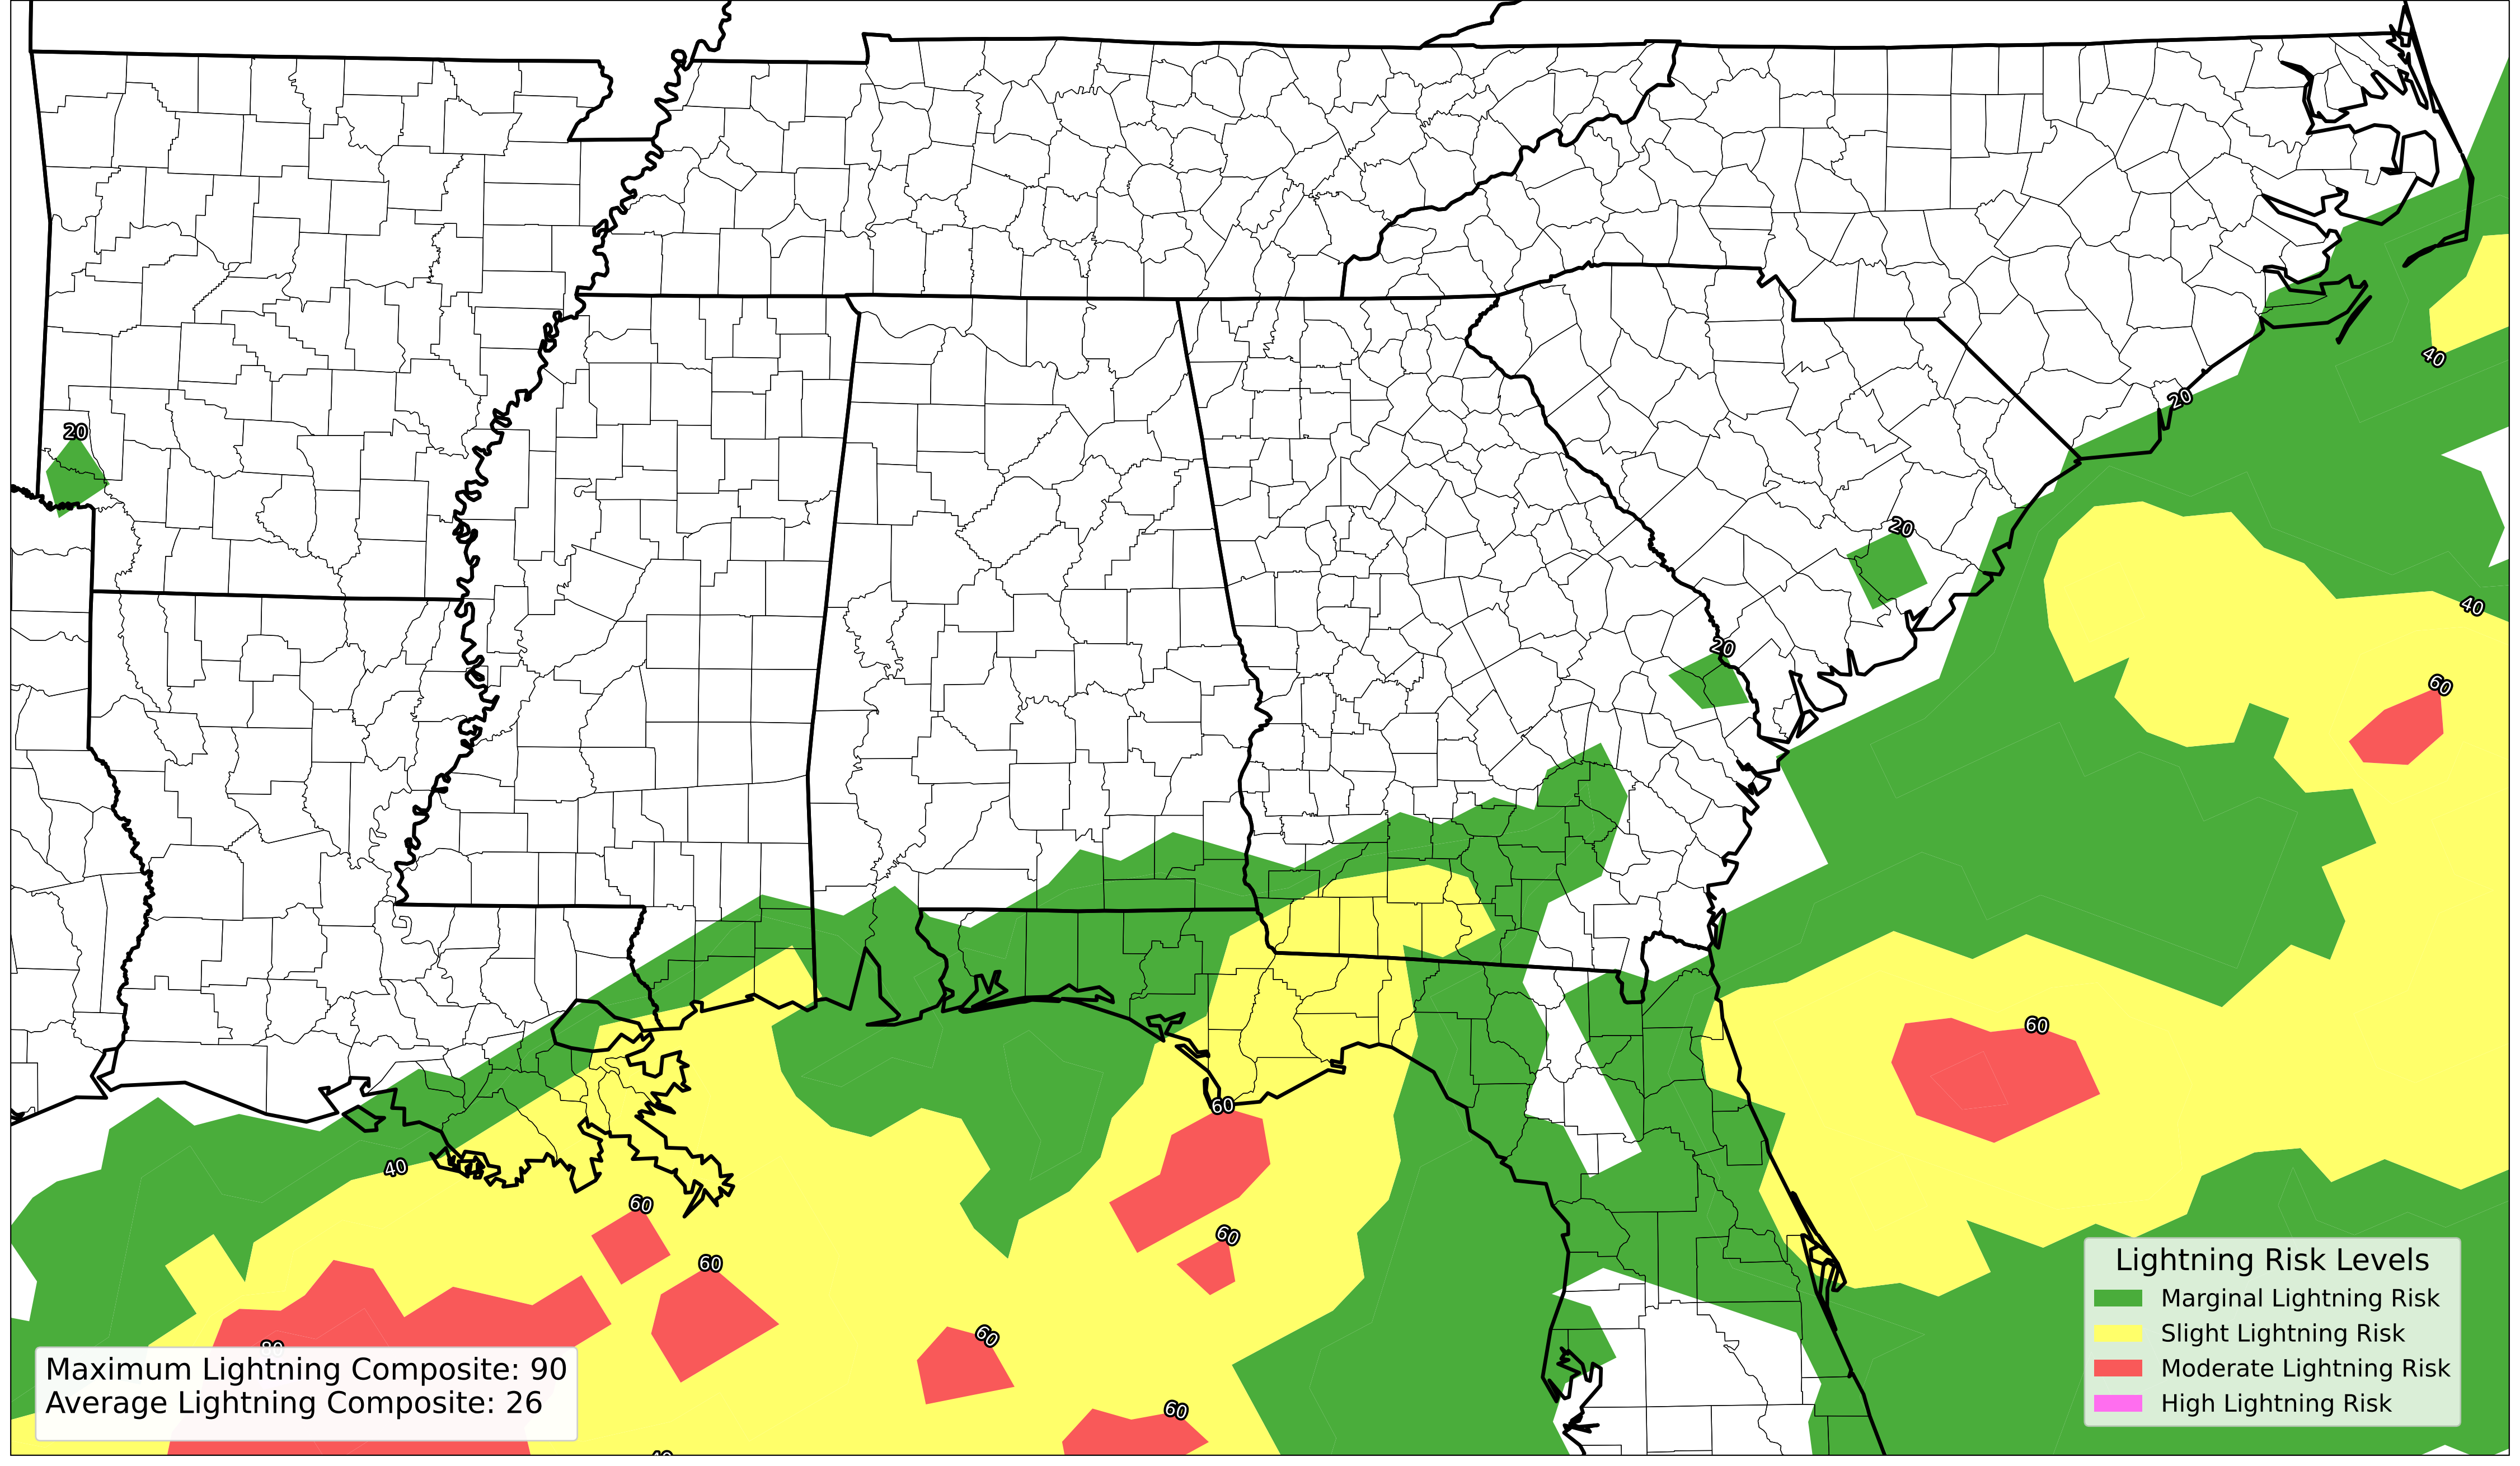 40
20
20
20
40
20
60
60
60
40
60
60
60
60
60
Lightning Risk Levels
Marginal Lightning Risk
Slight Lightning Risk
Moderate Lightning Risk
High Lightning Risk
Maximum Lightning Composite: 90
Average Lightning Composite: 26